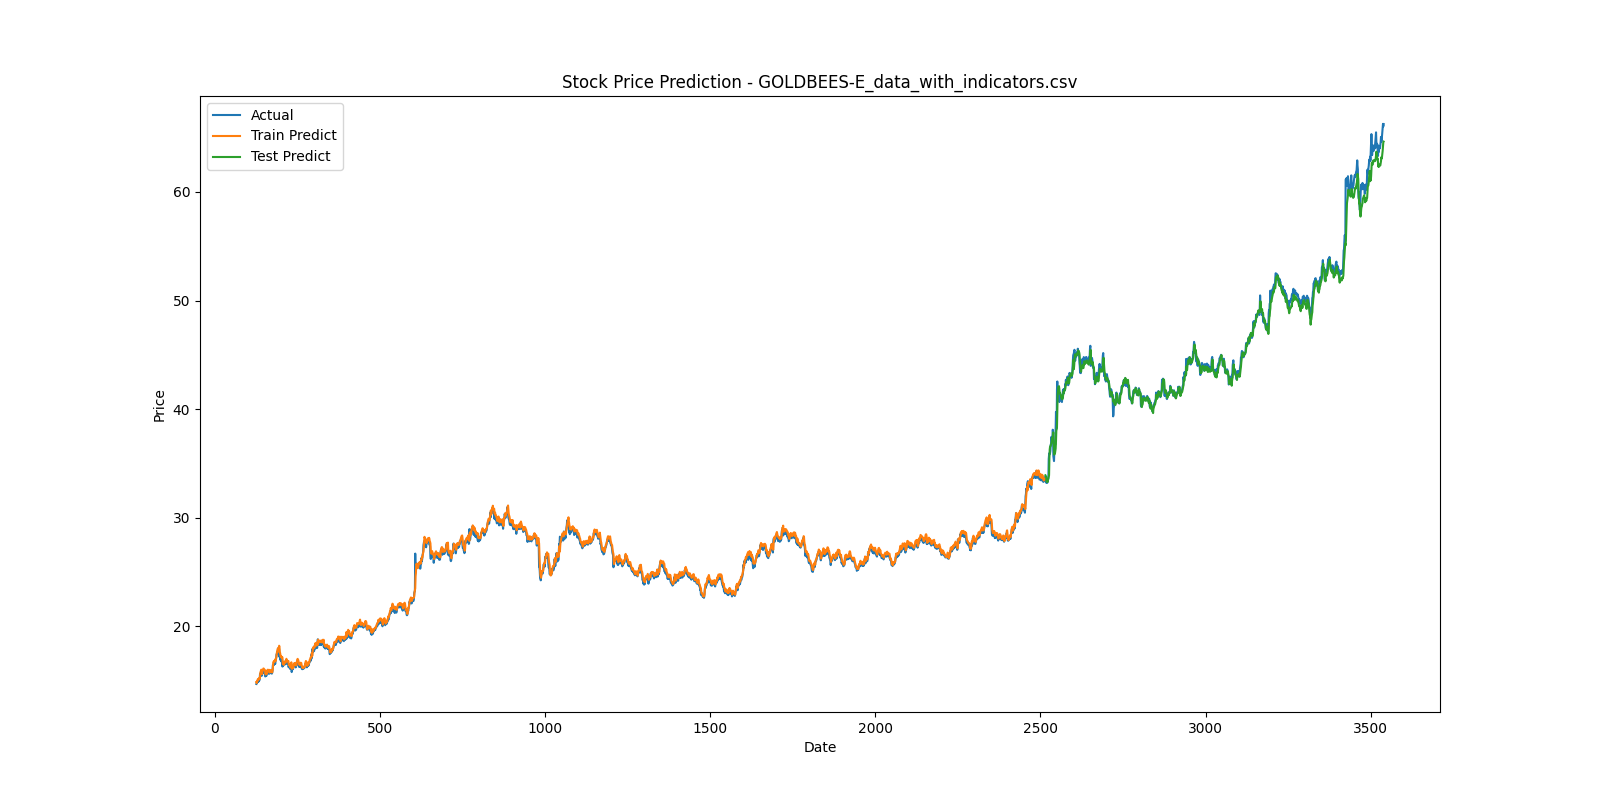 Stock Price Prediction - GOLDBEES-E_data_with_indicators.csv
Actual
Train Predict
Test Predict
Price
60
50
40
30
20
0 500 1000 1500 2000 2500 3000 3500
Date